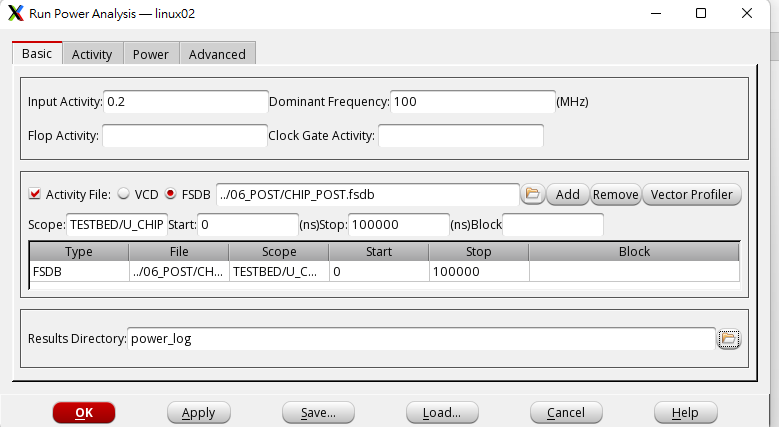 Run Power Analysis — linux02
Basic Activity Power Advanced
Input Activity: 0.2 Dominant Frequency: 100 (MHz)
Flop Activity: Clock Gate Activity:
Activity File: VCD FSDB ../06_POST/CHIP_POST.fsdb Add Remove Vector Profiler
Scope: TESTBED/U_CHIP Start: 0 (ns) Stop: 100000 (ns) Block
Type File Scope Start Stop Block
FSDB ../06_POST/CH... TESTBED/U_C... 0 100000
Results Directory: power_log
OK Apply Save... Load... Cancel Help